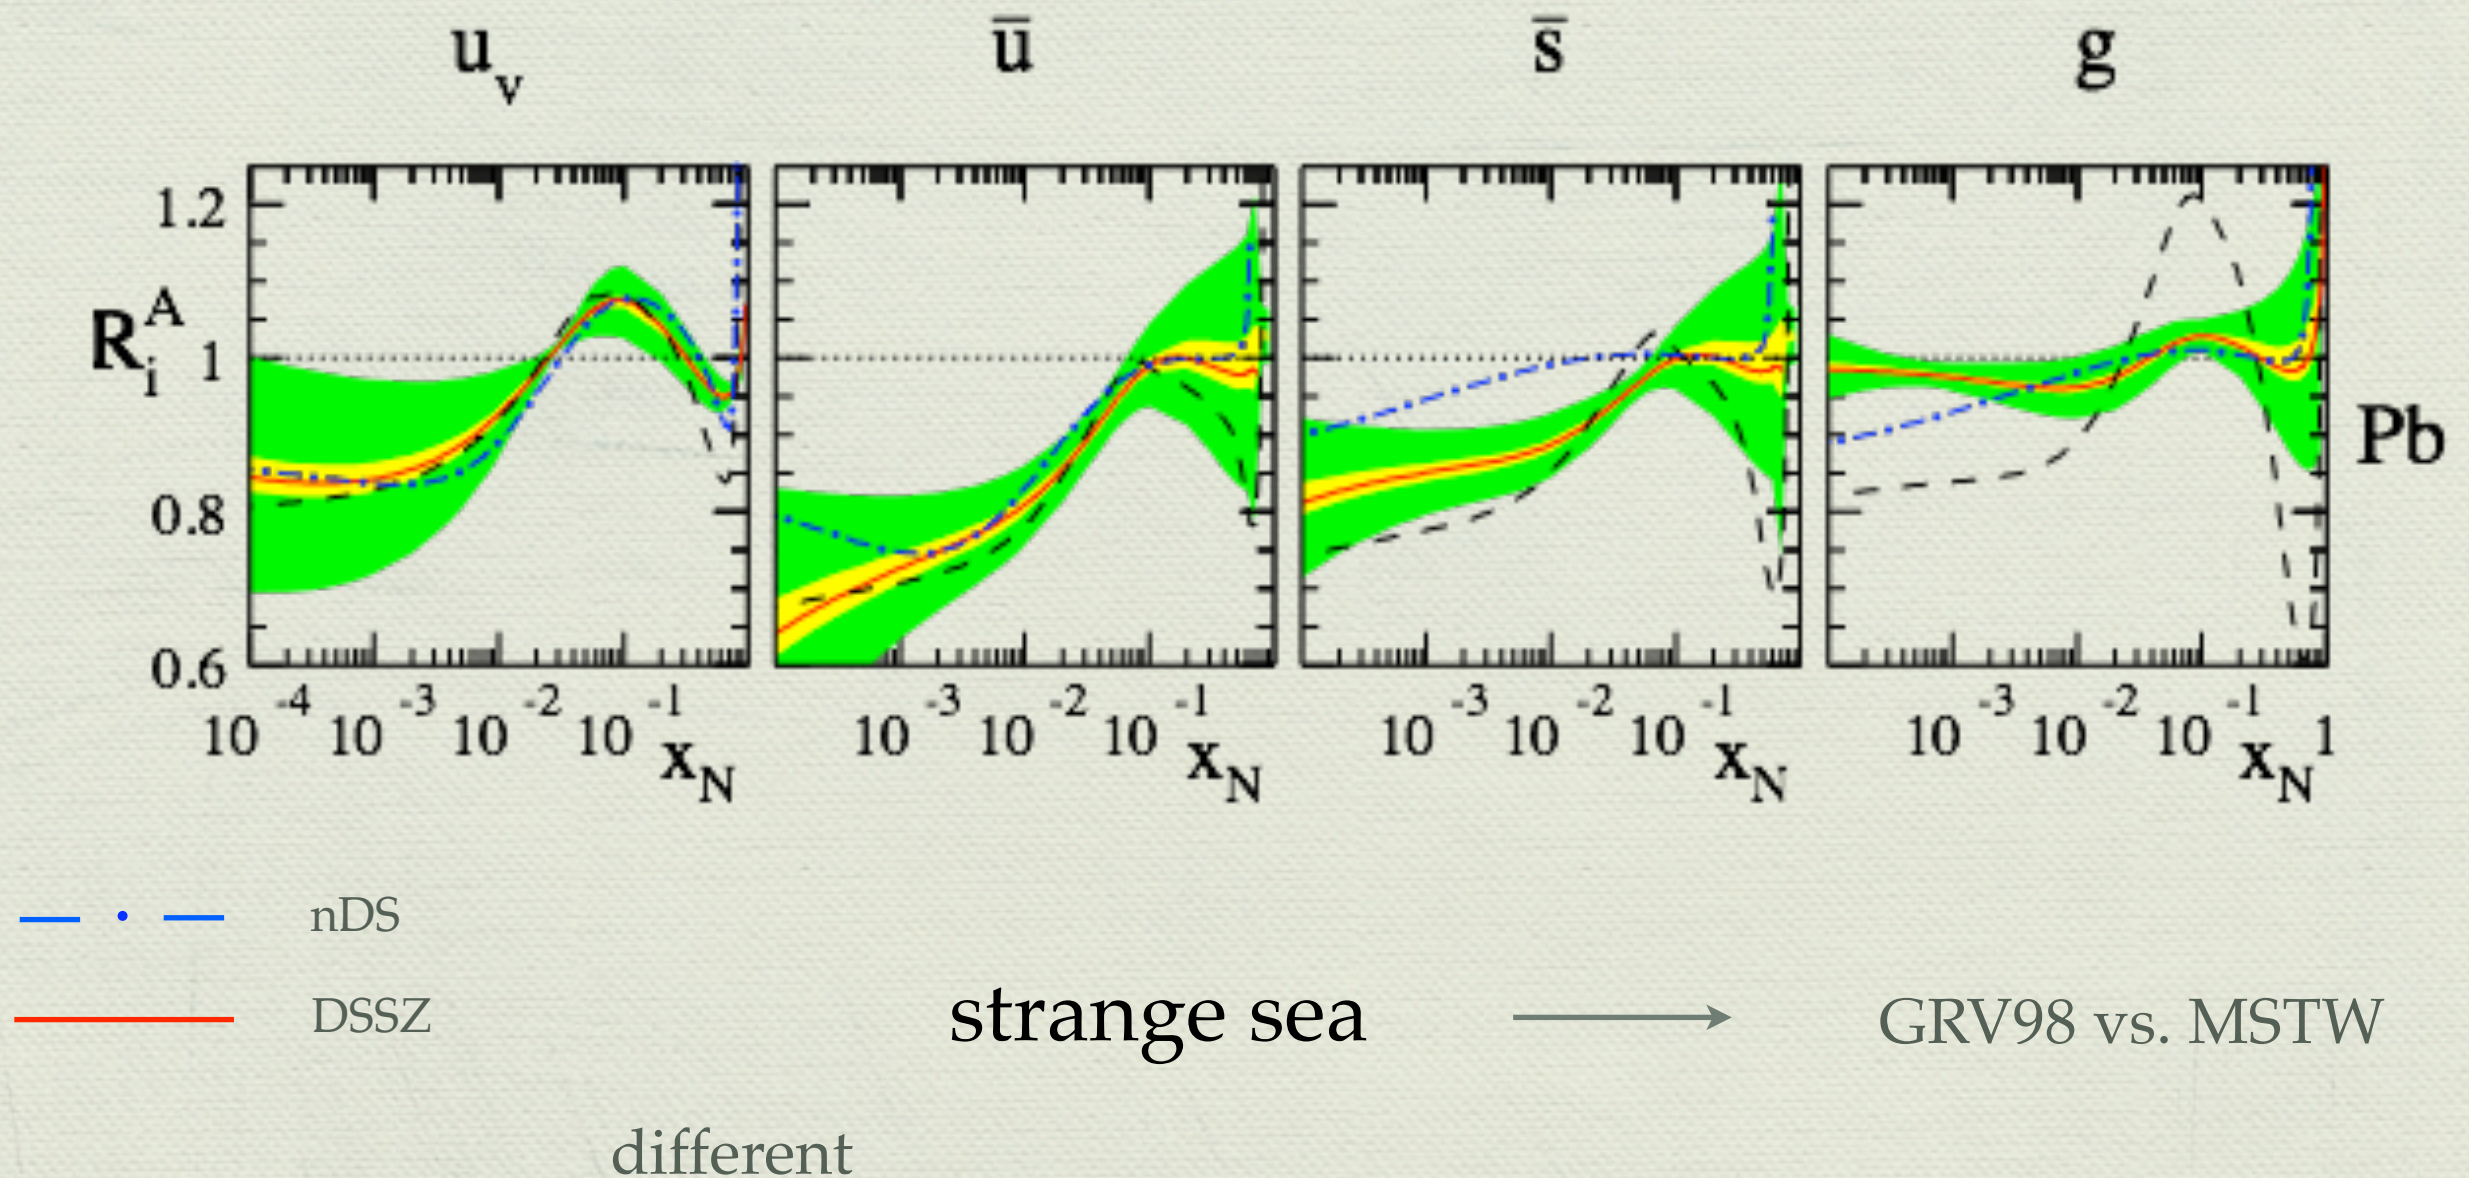 u_v ū s̄ g
1.2
R_i^A 1
0.8
0.6
Pb
10^-4 10^-3 10^-2 10^-1 x_N 10^-3 10^-2 10^-1 x_N 10^-3 10^-2 10^-1 x_N 10^-3 10^-2 10^-1 x_N 1
nDS
DSSZ
strange sea GRV98 vs. MSTW
different